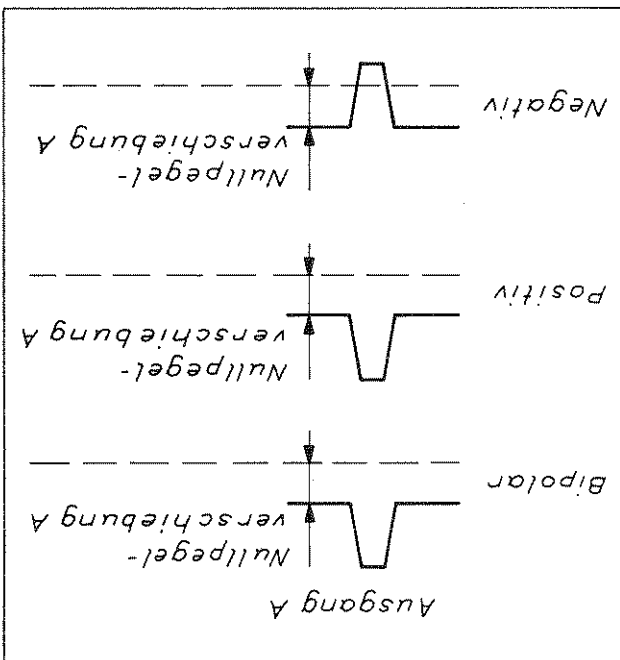 Ausgang A
Bipolar
Nullpegel-
verschiebung A
Positiv
Nullpegel-
verschiebung A
Negativ
Nullpegel-
verschiebung A